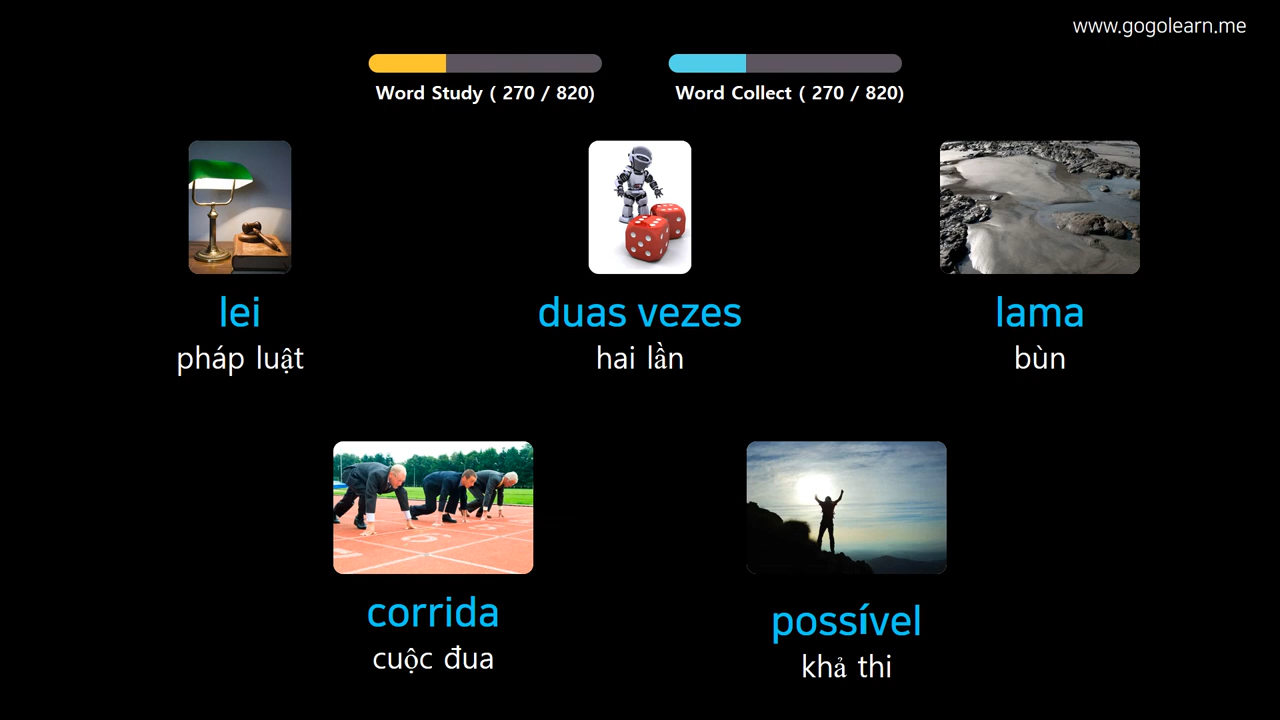 www.gogolearn.me
Word Study ( 270 / 820)
Word Collect ( 270 / 820)
lei
pháp luật
duas vezes
hai lần
lama
bùn
corrida
cuộc đua
possível
khả thi